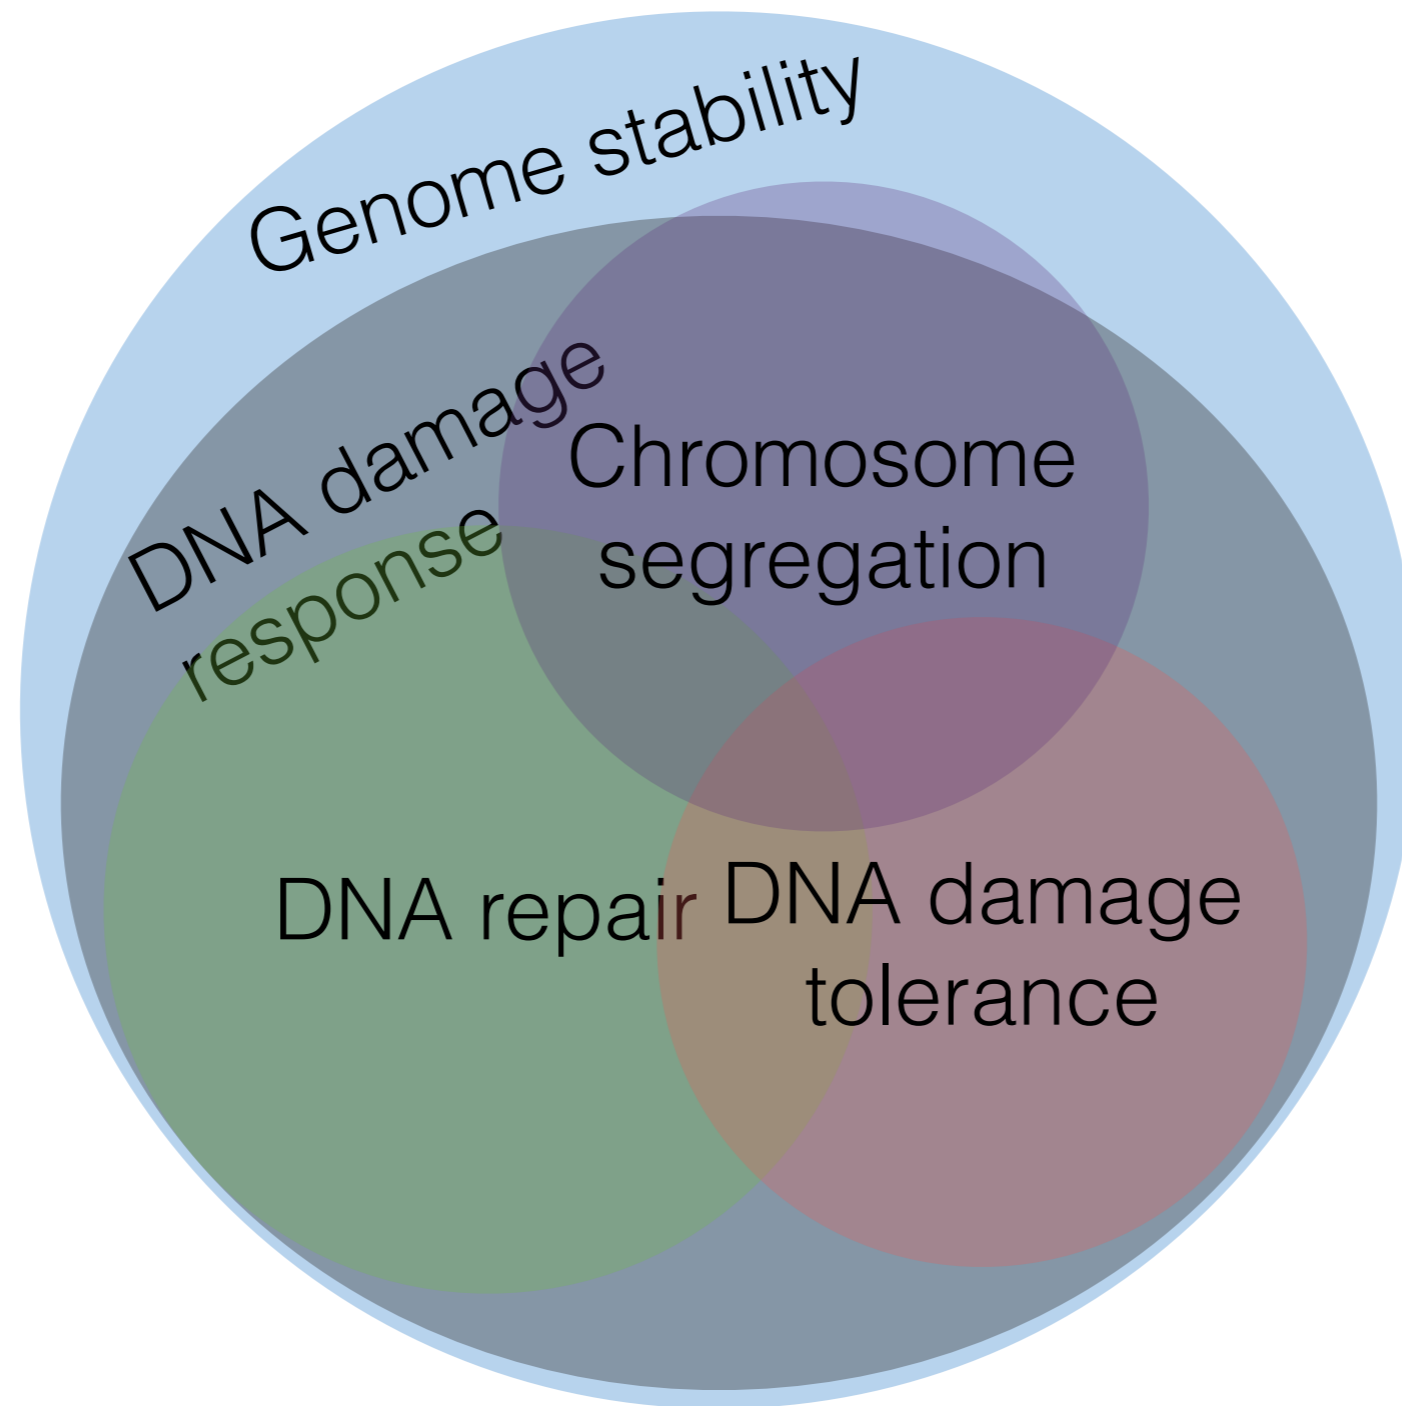 Genome stability
DNA damage
response
Chromosome
segregation
DNA repair
DNA damage
tolerance